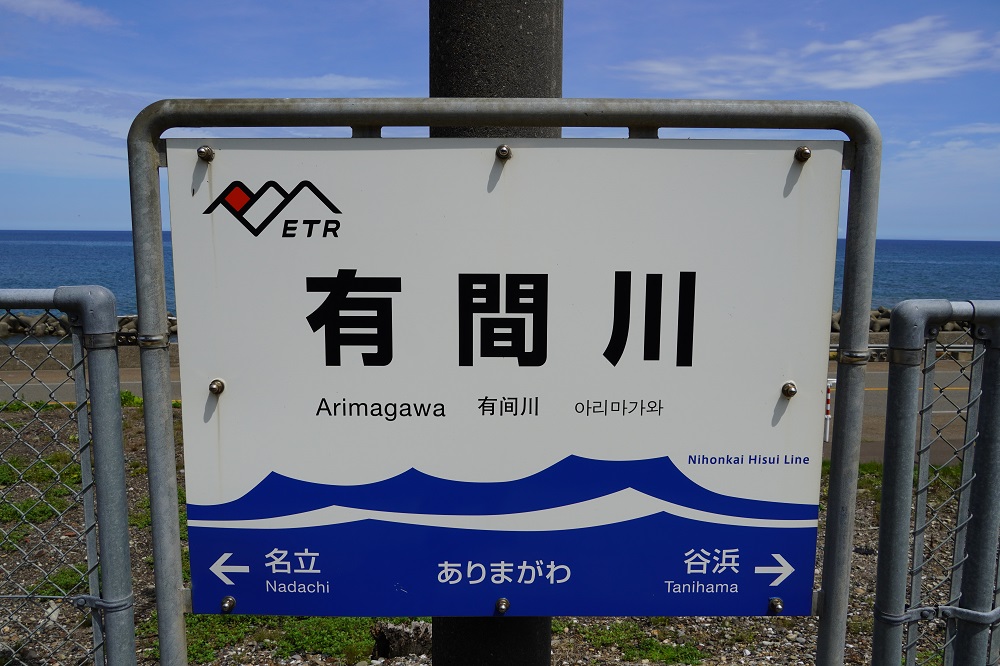 ETR
有間川
Arimagawa 有间川 아리마가와
Nihonkai Hisui Line
← 名立 ありまがわ 谷浜 →
Nadachi Tanihama